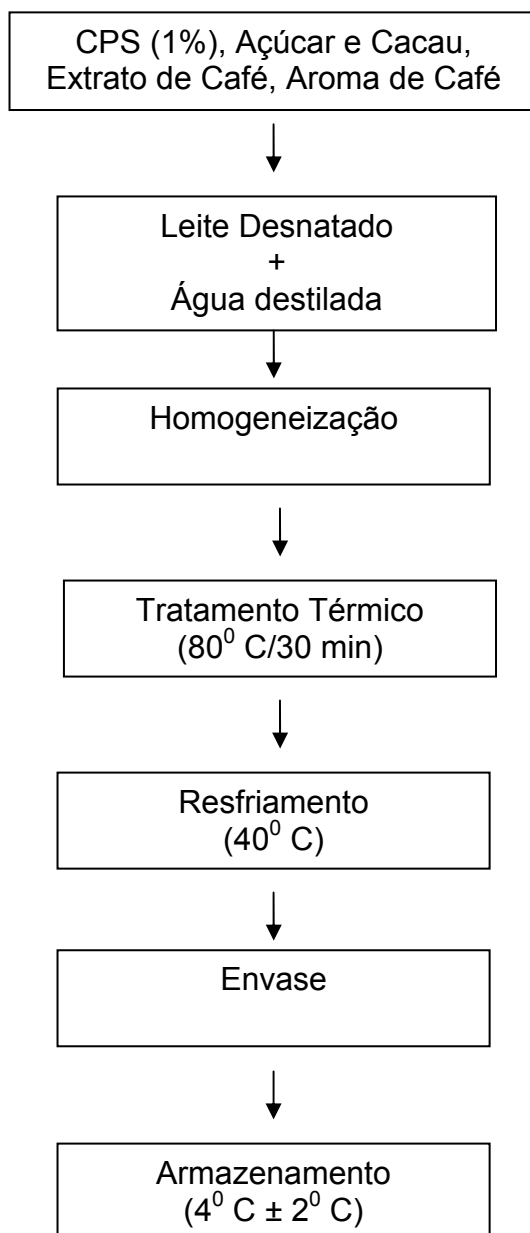 CPS (1%), Açúcar e Cacau,
Extrato de Café, Aroma de Café
Leite Desnatado
+
Água destilada
Homogeneização
Tratamento Térmico
(80⁰ C/30 min)
Resfriamento
(40⁰ C)
Envase
Armazenamento
(4⁰ C ± 2⁰ C)